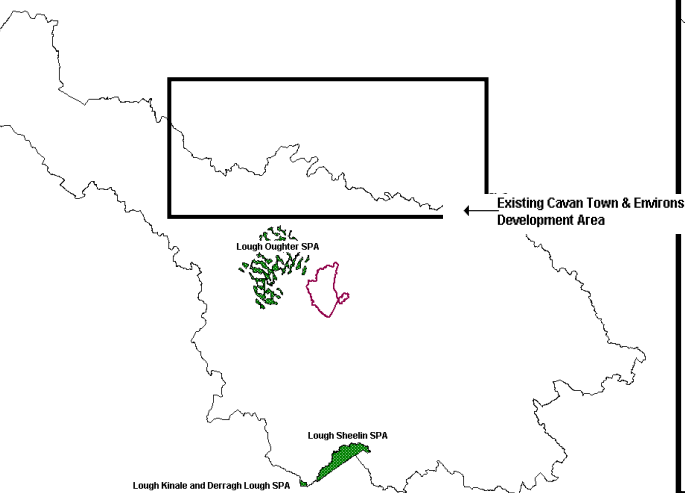 Existing Cavan Town & Environs
Development Area
Lough Oughter SPA
Lough Sheelin SPA
Lough Kinale and Derragh Lough SPA